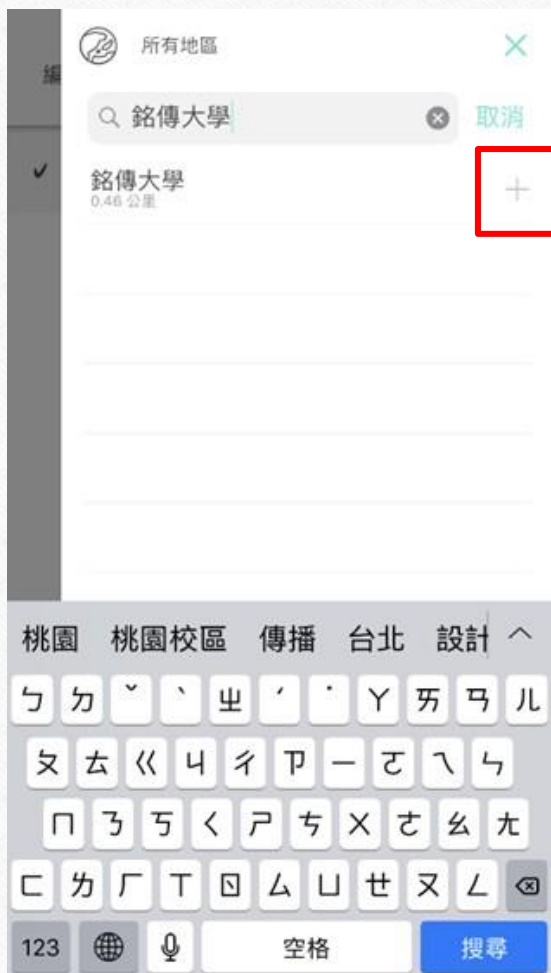 所有地區
編
銘傳大學 取消
銘傳大學
0.46 公里
桃園 桃園校區 傳播 台北 設計
ㄅ ㄉ ˇ ˋ ㄓ ˊ ˙ ㄚ ㄞ ㄢ ㄦ
ㄆ ㄊ ㄍ ㄐ ㄔ ㄗ ㄧ ㄛ ㄟ ㄣ
ㄇ ㄋ ㄎ ㄑ ㄕ ㄘ ㄨ ㄜ ㄠ ㄤ
ㄈ ㄌ ㄏ ㄒ ㄖ ㄙ ㄩ ㄝ ㄡ ㄥ
123 空格 搜尋